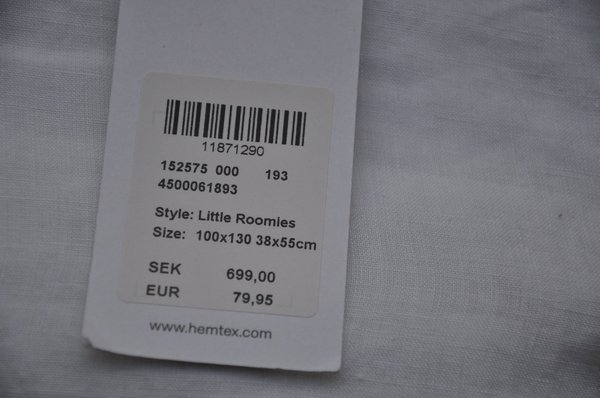 11871290
152575 000 193
4500061893
Style: Little Roomies
Size: 100x130 38x55cm
SEK 699,00
EUR 79,95
www.hemtex.com